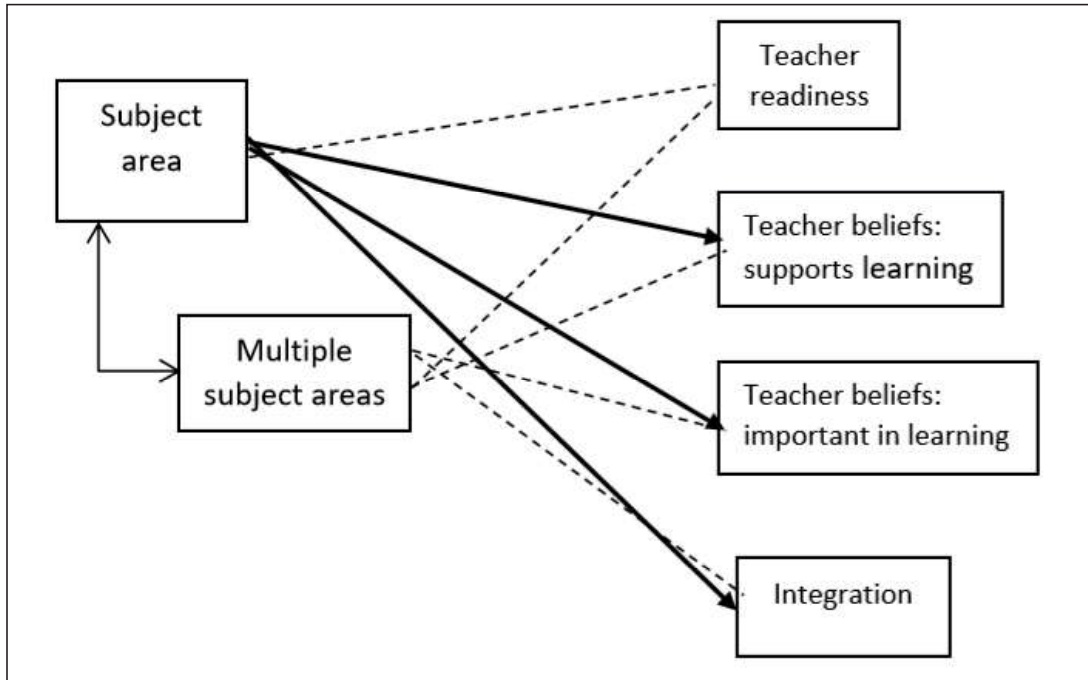 Subject
area
Multiple
subject areas
Teacher
readiness
Teacher beliefs:
supports learning
Teacher beliefs:
important in learning
Integration